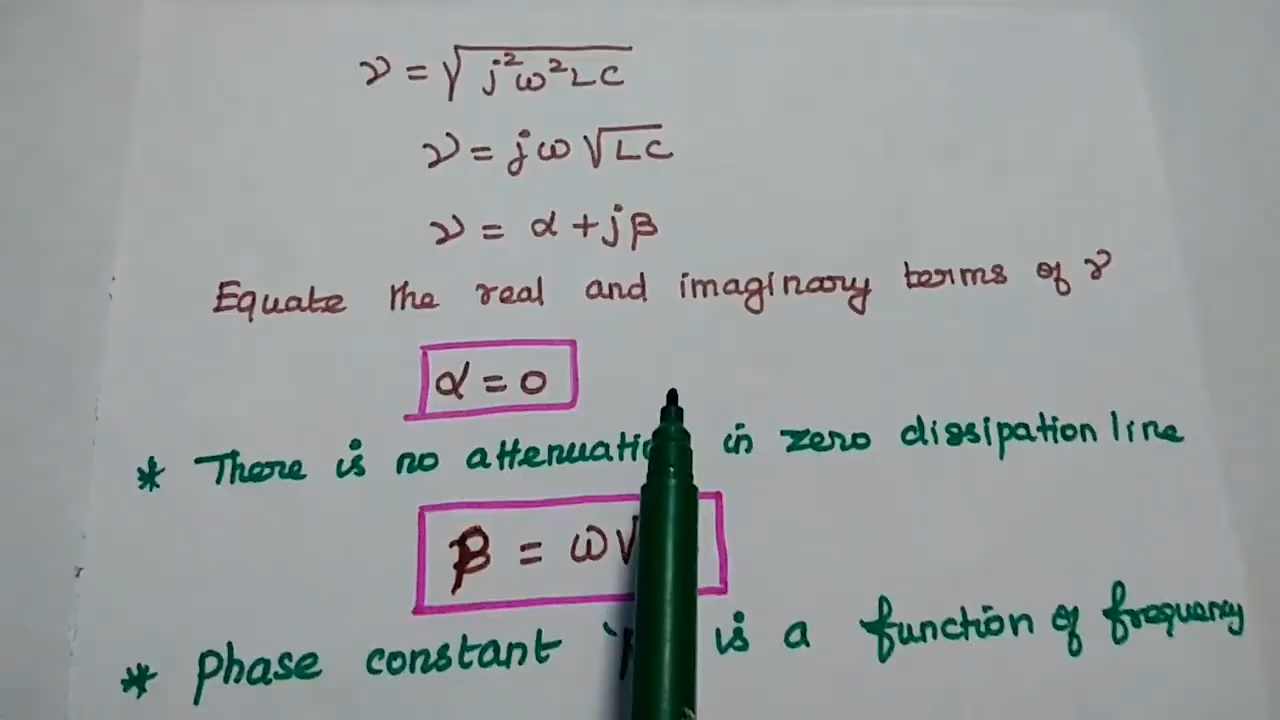 γ = √j²ω²LC
γ = jω √LC
γ = α + jβ
Equate the real and imaginary terms of γ
α = 0
* There is no in zero dissipation line
β = ω√
* Phase constant is a function of frequency